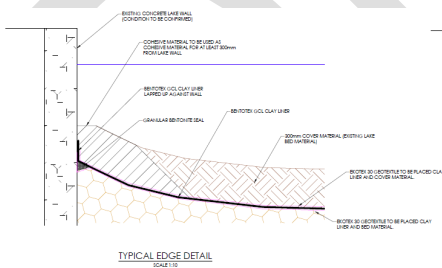 EXISTING CONCRETE LAKE WALL
(CONDITION TO BE CONFIRMED)
COHESIVE MATERIAL TO BE USED AS
COHESIVE MATERIAL FOR AT LEAST 300mm
FROM LAKE WALL
BENTOTEX GCL CLAY LINER
LAPPED UP AGAINST WALL
BENTOTEX GCL CLAY LINER
GRANULAR BENTONITE SEAL
300mm COVER MATERIAL (EXISTING LAKE
BED MATERIAL)
EKOTEX 30 GEOTEXTILE TO BE PLACED CLA
LINER AND COVER MATERIAL.
EKOTEX 30 GEOTEXTILE TO BE PLACED CLAY
LINER AND BED MATERIAL.
TYPICAL EDGE DETAIL
SCALE 1:10